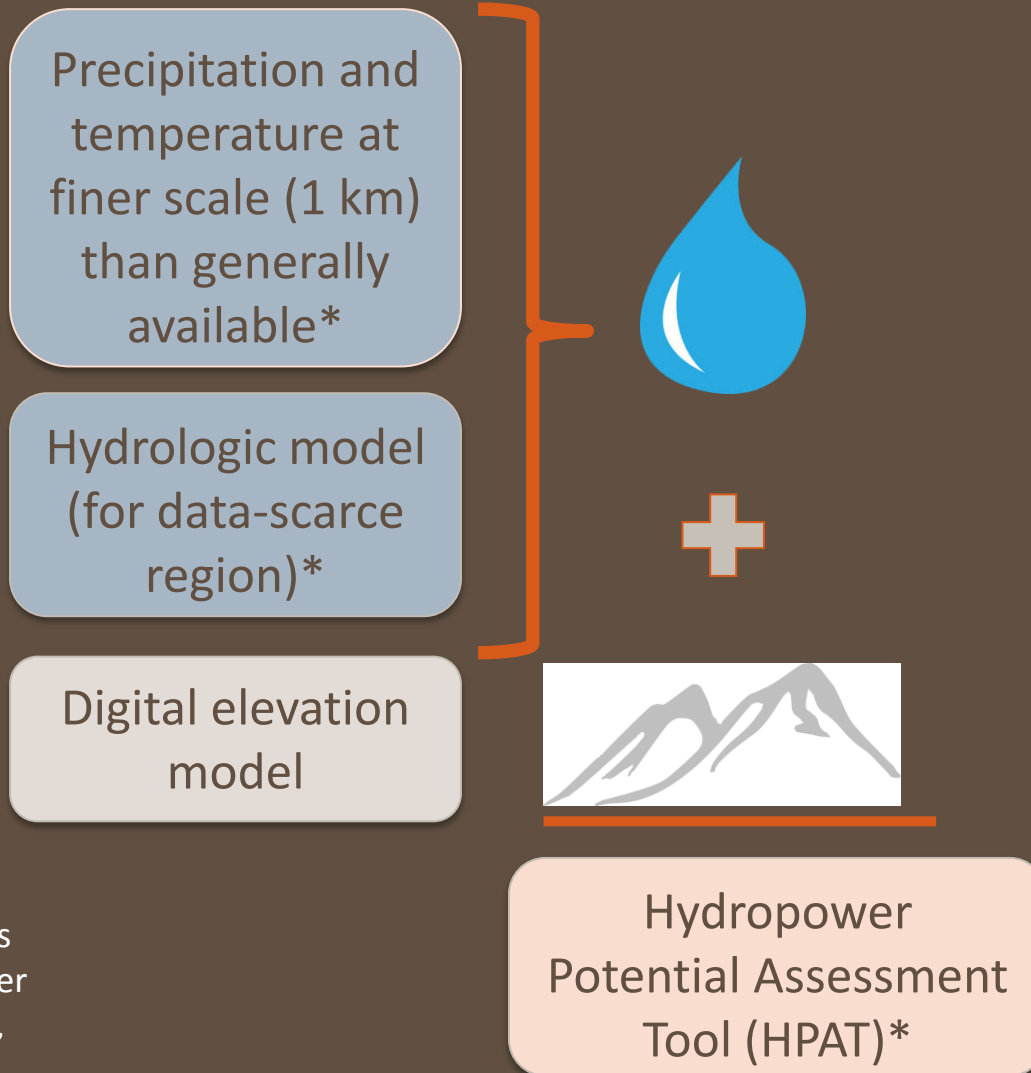 Precipitation and
temperature at
finer scale (1 km)
than generally
available*
Hydrologic model
(for data-scarce
region)*
Digital elevation
model
Hydropower
Potential Assessment
Tool (HPAT)*